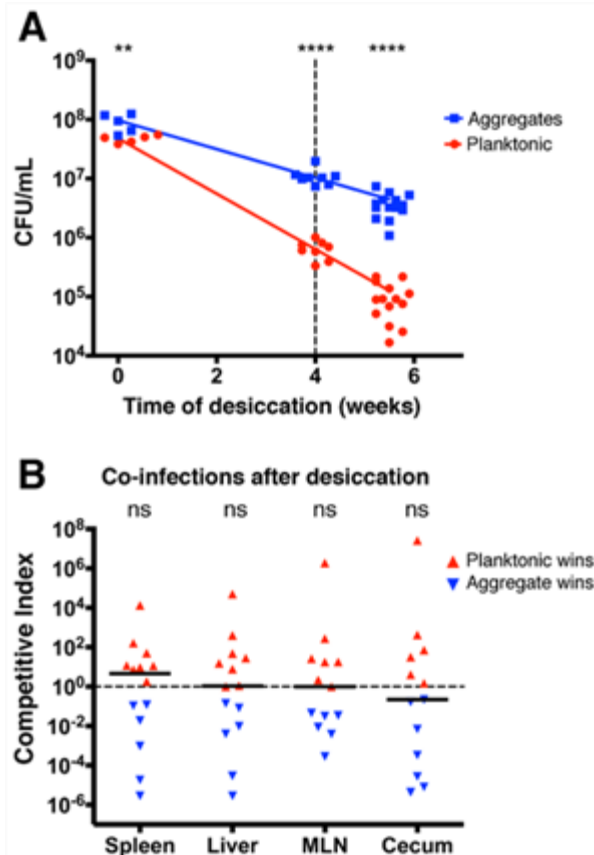 A
** **** ****
10⁹
10⁸
10⁷
10⁶
10⁵
10⁴
CFU/mL
Aggregates
Planktonic
0 2 4 6
Time of desiccation (weeks)
B
Co-infections after desiccation
ns ns ns ns
10⁸
10⁶
10⁴
10²
10⁰
10⁻²
10⁻⁴
10⁻⁶
Competitive Index
Planktonic wins
Aggregate wins
Spleen Liver MLN Cecum